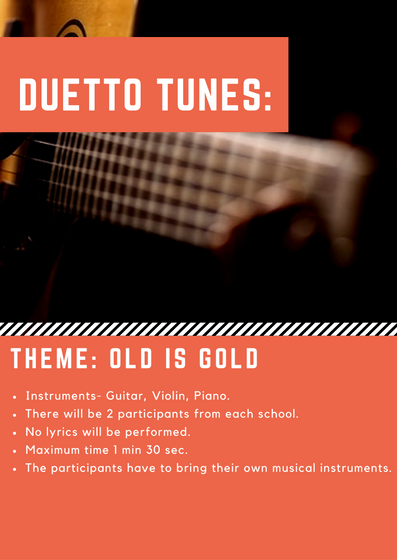 DUETTO TUNES:
THEME: OLD IS GOLD
• Instruments- Guitar, Violin, Piano.
• There will be 2 participants from each school.
• No lyrics will be performed.
• Maximum time 1 min 30 sec.
• The participants have to bring their own musical instruments.